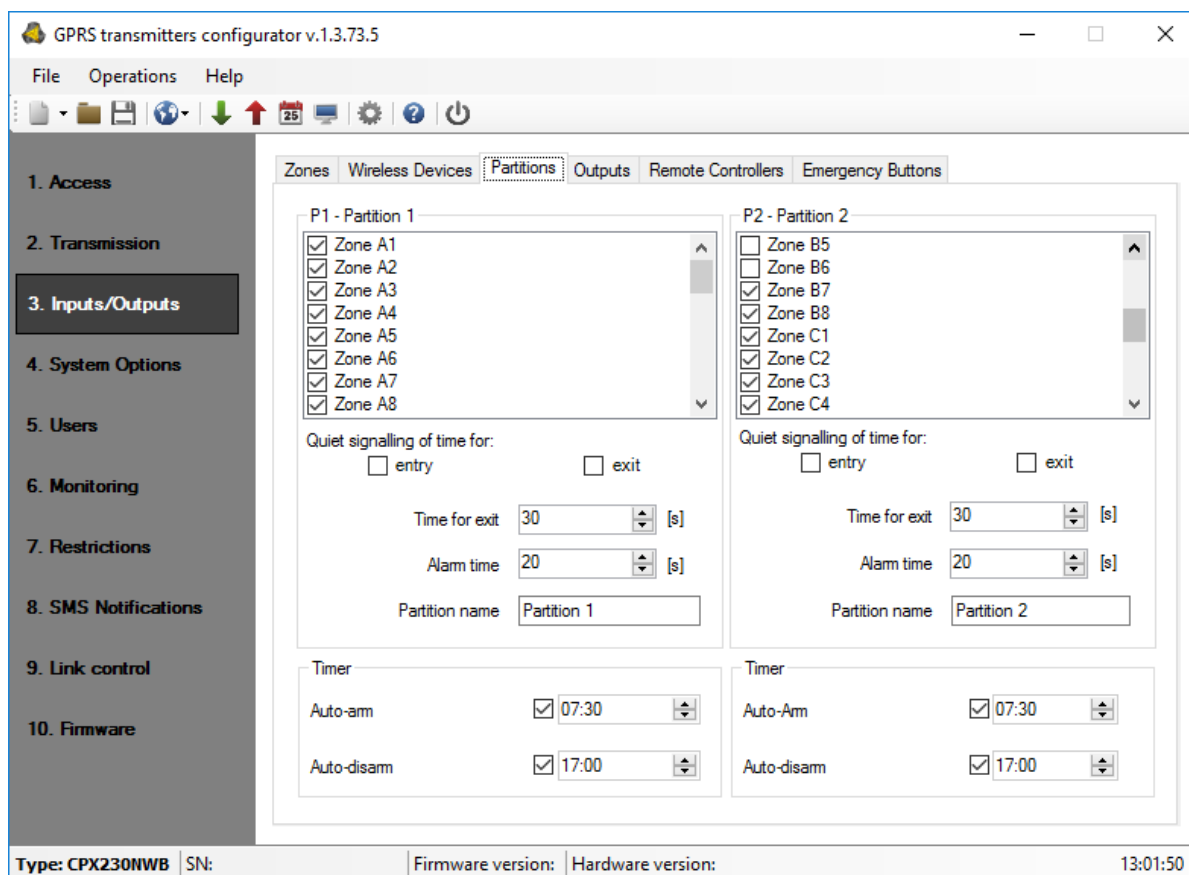 GPRS transmitters configurator v.1.3.73.5
File Operations Help
25
1. Access
2. Transmission
3. Inputs/Outputs
4. System Options
5. Users
6. Monitoring
7. Restrictions
8. SMS Notifications
9. Link control
10. Firmware
Zones Wireless Devices Partitions Outputs Remote Controllers Emergency Buttons
P1 - Partition 1
Zone A1
Zone A2
Zone A3
Zone A4
Zone A5
Zone A6
Zone A7
Zone A8
Quiet signalling of time for:
entry exit
Time for exit 30 [s]
Alarm time 20 [s]
Partition name Partition 1
Timer
Auto-arm 07:30
Auto-disarm 17:00
P2 - Partition 2
Zone B5
Zone B6
Zone B7
Zone B8
Zone C1
Zone C2
Zone C3
Zone C4
Quiet signalling of time for:
entry exit
Time for exit 30 [s]
Alarm time 20 [s]
Partition name Partition 2
Timer
Auto-Arm 07:30
Auto-disarm 17:00
Type: CPX230NWB SN: Firmware version: Hardware version: 13:01:50